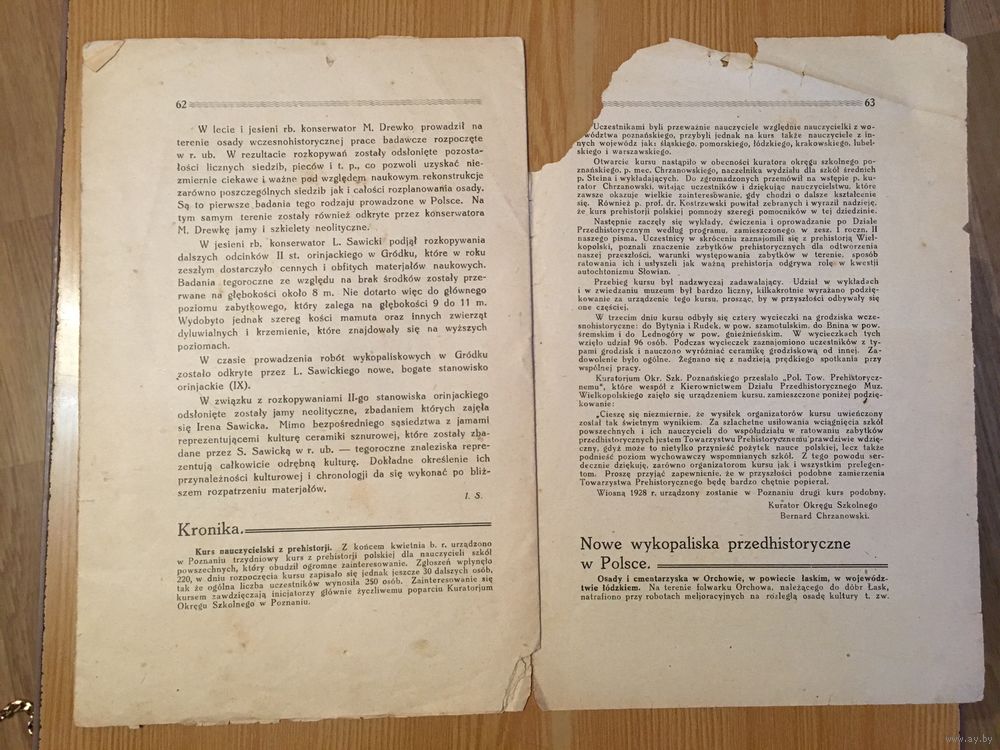 62
W lecie i jesieni rb. konserwator M. Drewko prowadził na
terenie osady wczesnohistorycznej prace badawcze rozpoczęte
w r. ub. W rezultacie rozkopywań zostały odsłonięte pozosta-
łości licznych siedzib, pieców i t. p., co pozwoli uzyskać nie-
zmiernie ciekawe i ważne pod względem naukowym rekonstrukcje
zarówno poszczególnych siedzib jak i całości rozplanowania osady.
Są to pierwsze badania tego rodzaju prowadzone w Polsce. Na
tym samym terenie zostały również odkryte przez konserwatora
M. Drewkę jamy i szkielety neolityczne.
W jesieni rb. konserwator L. Sawicki podjął rozkopywania
dalszych odcinków II st. orinjackiego w Gródku, które w roku
zeszłym dostarczyło cennych i obfitych materjałów naukowych.
Badania tegoroczne ze względu na brak środków zostały prze-
rwane na głębokości około 8 m. Nie dotarto więc do głównego
poziomu zabytkowego, który zalega na głębokości 9 do 11 m.
Wydobyto jednak szereg kości mamuta oraz innych zwierząt
dyluwialnych i krzemienie, które znajdowały się na wyższych
poziomach.
W czasie prowadzenia robót wykopaliskowych w Gródku
zostało odkryte przez L. Sawickiego nowe, bogate stanowisko
orinjackie (IX).
W związku z rozkopywaniami II-go stanowiska orinjackiego
odsłonięte zostały jamy neolityczne, zbadaniem których zajęła
się Irena Sawicka. Mimo bezpośredniego sąsiedztwa z jamami
reprezentującemi kulturę ceramiki sznurowej, które zostały zba-
dane przez S. Sawicką w r. ub. — tegoroczne znaleziska repre-
zentują całkowicie odrębną kulturę. Dokładne określenie ich
przynależności kulturowej i chronologji da się wykonać po bliż-
szem rozpatrzeniu materjałów.
I. S.
Kronika.
Kurs nauczycielski z prehistorji. Z końcem kwietnia b. r. urządzono
w Poznaniu trzydniowy kurs z prehistorji polskiej dla nauczycieli szkół
powszechnych, który obudził ogromne zainteresowanie. Zgłoszeń wpłynęło
220, w dniu rozpoczęcia kursu zapisało się jednak jeszcze 30 dalszych osób,
tak że ogólna liczba uczestników wynosiła 250 osób. Zainteresowanie się
kursem zawdzięczają inicjatorzy głównie życzliwemu poparciu Kuratorjum
Okręgu Szkolnego w Poznaniu.
63
Uczestnikami byli przeważnie nauczyciele względnie nauczycielki z wo-
jewództwa poznańskiego, przybyli jednak na kurs także nauczyciele z in-
nych województw jak: śląskiego, pomorskiego, łódzkiego, krakowskiego, lubel-
skiego i warszawskiego.
Otwarcie kursu nastąpiło w obecności kuratora okręgu szkolnego po-
znańskiego, p. mec. Chrzanowskiego, naczelnika wydziału dla szkół średnich
p. Steina i wykładających. Do zgromadzonych przemówił na wstępie p. ku-
rator Chrzanowski, witając uczestników i dziękując nauczycielstwu, które
zawsze okazuje wielkie zainteresowanie, gdy chodzi o dalsze kształcenie
się. Również p. prof. dr. Kostrzewski powitał zebranych i wyraził nadzieję,
że kurs prehistorji polskiej pomnoży szeregi pomocników w tej dziedzinie.
Następnie zaczęły się wykłady, ćwiczenia i oprowadzanie po Dziale
Przedhistorycznym według programu, zamieszczonego w zesz. 1 roczn. II
naszego pisma. Uczestnicy w skróceniu zaznajomili się z prehistorją Wiel-
kopolski, poznali znaczenie zabytków prehistorycznych dla odtworzenia
naszej przeszłości, warunki występowania zabytków w terenie, sposób
ratowania ich i usłyszeli jak ważną prehistorja odgrywa rolę w kwestji
autochtonizmu Słowian.
Przebieg kursu był nadzwyczaj zadawalający. Udział w wykładach
i w zwiedzaniu muzeum był bardzo liczny, kilkakrotnie wyrażano podzię-
kowanie za urządzenie tego kursu, prosząc, by w przyszłości odbywały się
one częściej.
W trzecim dniu kursu odbyły się cztery wycieczki na grodziska wcze-
snohistoryczne: do Bytynia i Rudek, w pow. szamotulskim, do Bnina w pow.
śremskim i do Lednogóry w pow. gnieźnieńskim. W wycieczkach tych
wzięło udział 96 osób. Podczas wycieczek zaznajomiono uczestników z ty-
pami grodzisk i nauczono wyróżniać ceramikę grodziskową od innej. Za-
dowolenie było ogólne. Żegnano się z nadzieją prędkiego spotkania przy
wspólnej pracy.
Kuratorjum Okr. Szk. Poznańskiego przesłało „Pol. Tow. Prehistorycz-
nemu“, które wespół z Kierownictwem Działu Przedhistorycznego Muz.
Wielkopolskiego zajęło się urządzeniem kursu, zamieszczone poniżej podzię-
kowanie:
„Cieszę się niezmiernie, że wysiłek organizatorów kursu uwieńczony
został tak świetnym wynikiem. Za szlachetne usiłowania wciągnięcia szkół
powszechnych i ich nauczycieli do współudziału w ratowaniu zabytków
przedhistorycznych jestem Towarzystwu Prehistorycznemu prawdziwie wdzię-
czny, gdyż może to nietylko przynieść pożytek nauce polskiej, lecz także
podnieść poziom wychowawczy wspomnianych szkół. Z tego powodu ser-
decznie dziękuję, zarówno organizatorom kursu jak i wszystkim prelegen-
tom. Proszę przyjąć zapewnienie, że w przyszłości podobne zamierzenia
Towarzystwa Prehistorycznego będę bardzo chętnie popierał.
Wiosną 1928 r. urządzony zostanie w Poznaniu drugi kurs podobny.
Kurator Okręgu Szkolnego
Bernard Chrzanowski.
Nowe wykopaliska przedhistoryczne
w Polsce.
Osady i cmentarzyska w Orchowie, w powiecie łaskim, w wojewódz-
twie łódzkiem. Na terenie folwarku Orchowa, należącego do dóbr Łask,
natrafiono przy robotach meljoracyjnych na rozległą osadę kultury t. zw.
www.ay.by